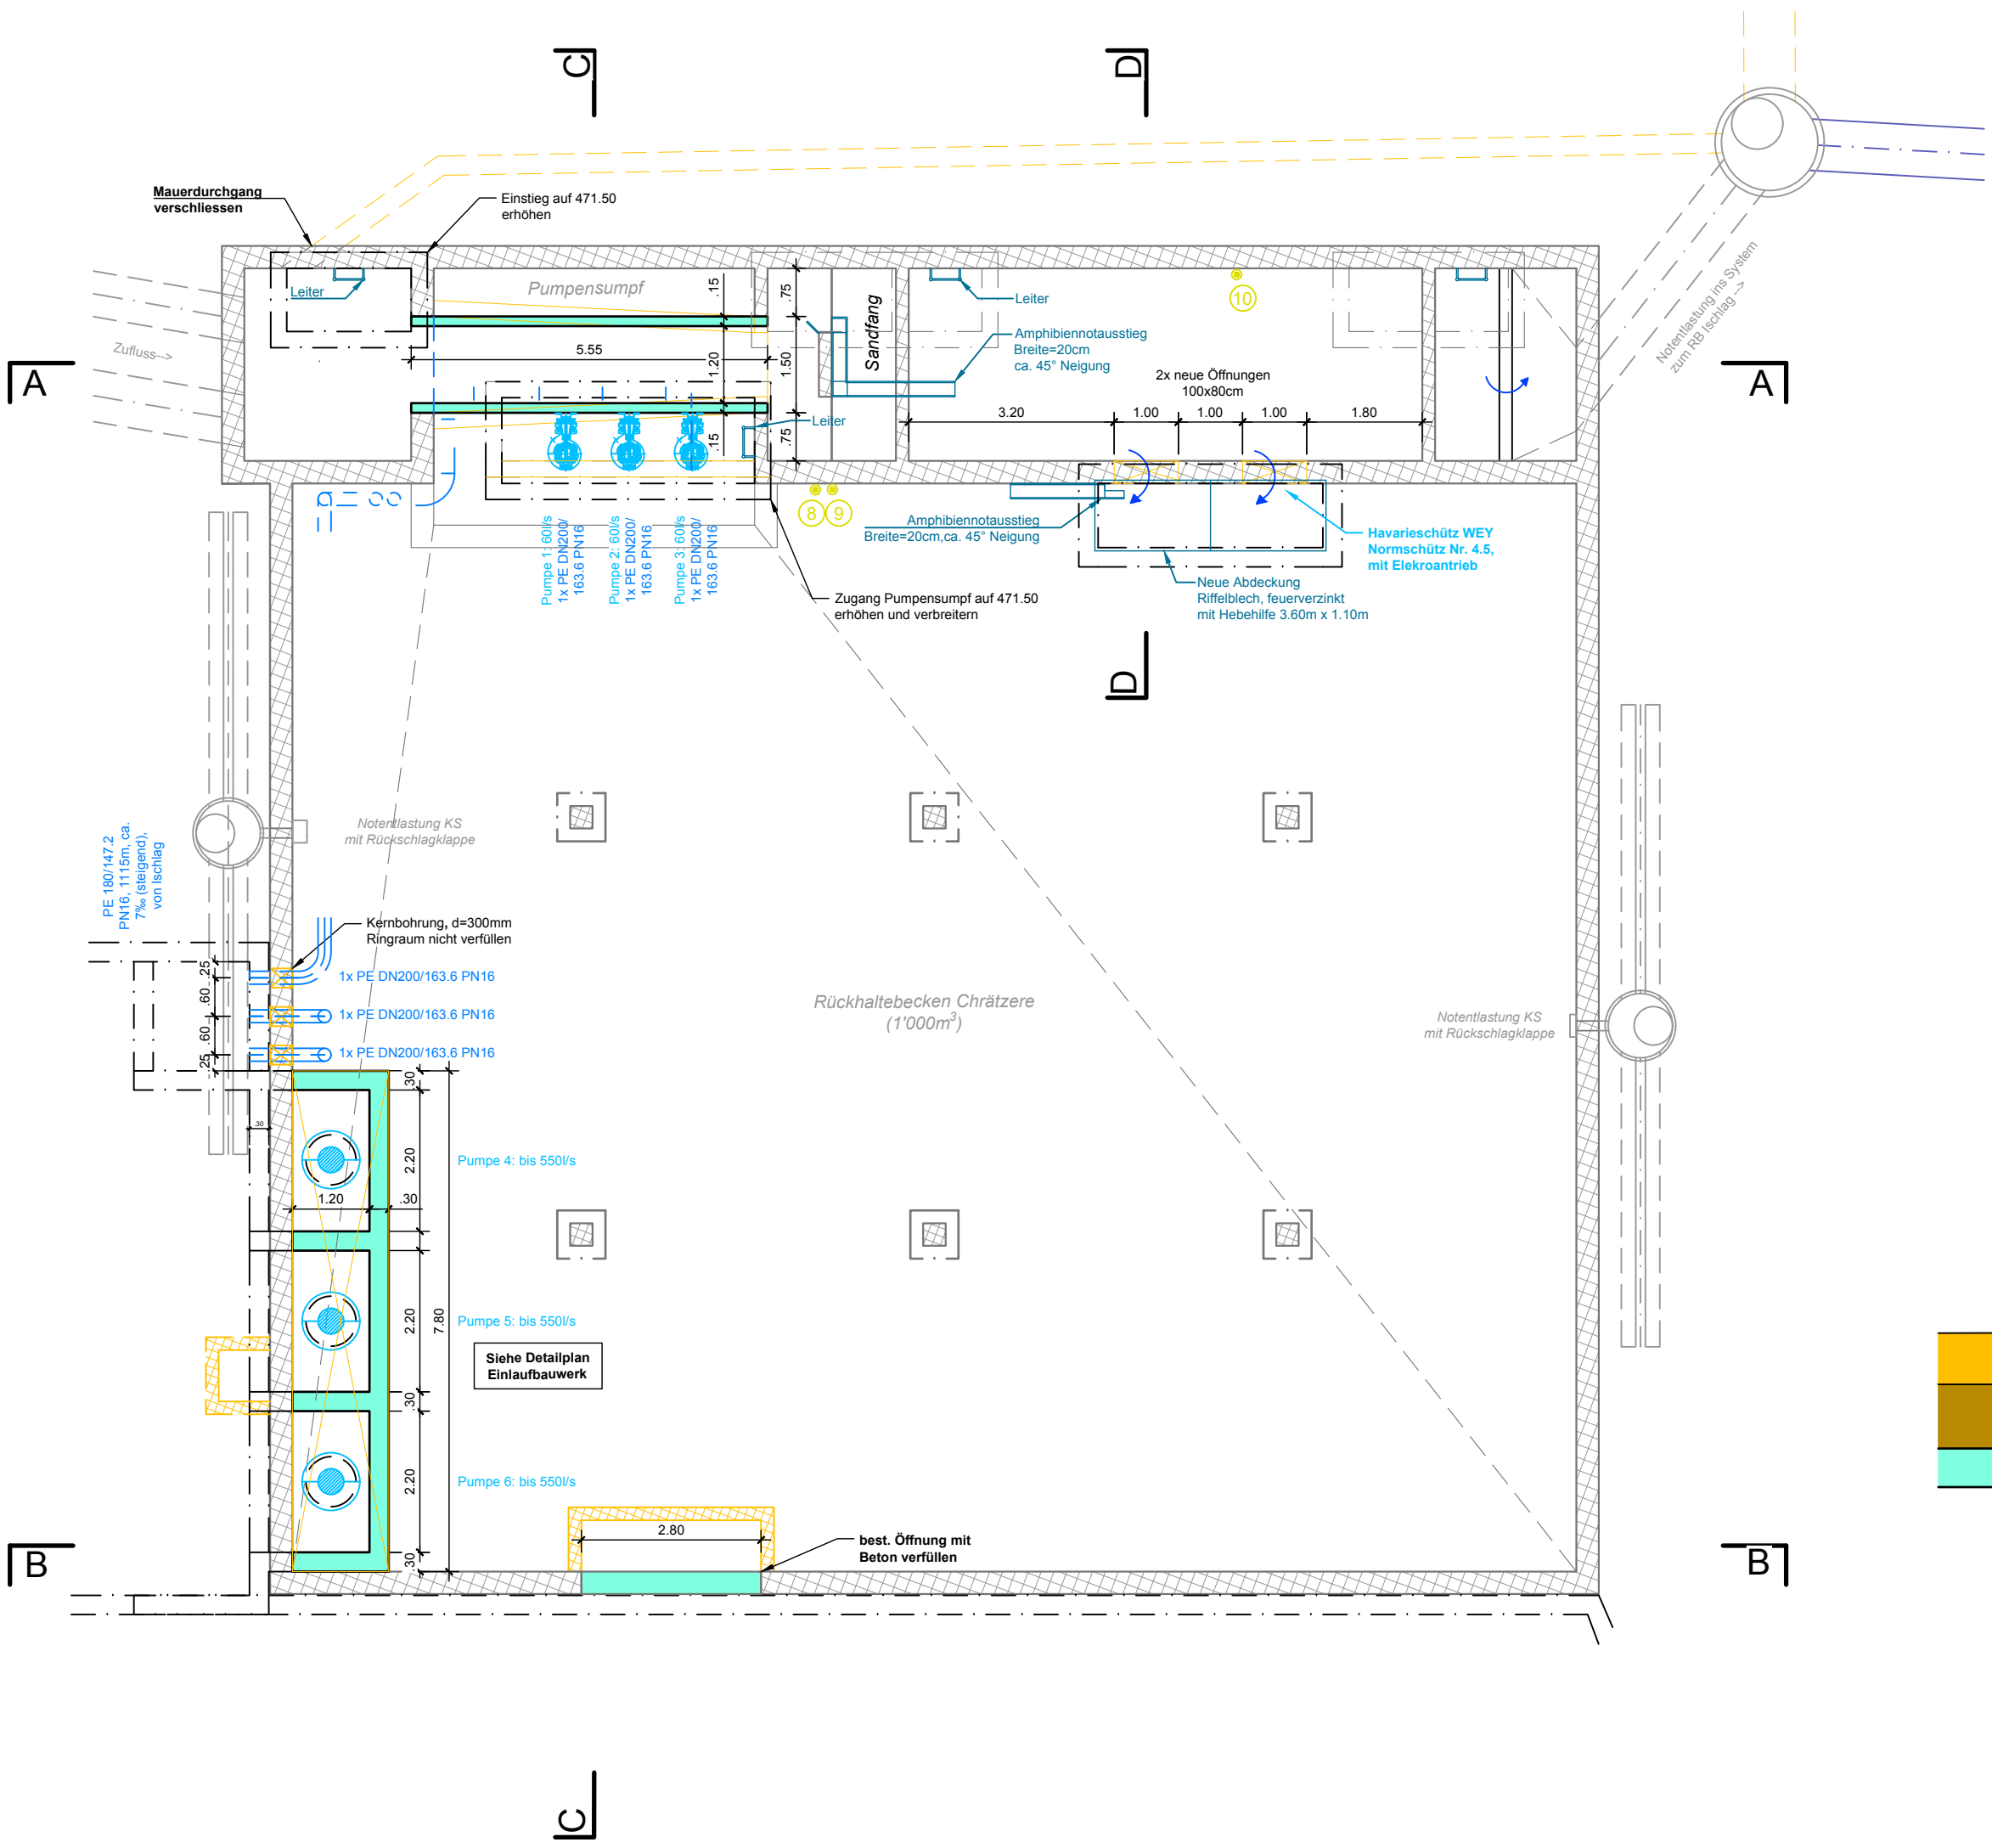 C
D
Mauerdurchgang
verschliessen
Einstieg auf 471.50
erhöhen
Leiter
Pumpensumpf
.15
.75
Sandfang
Leiter
10
Amphibiennotausstieg
Breite=20cm
ca. 45° Neigung
Notentlastung ins System
zum RB Ischlag -->
Zufluss-->
5.55
1.20
1.50
A
A
2x neue Öffnungen
100x80cm
3.20
1.00
1.00
1.00
1.80
Leiter
.15
.75
8
9
Amphibiennotausstieg
Breite=20cm,ca. 45° Neigung
Havarieschütz WEY
Normschütz Nr. 4.5,
mit Elekroantrieb
Pumpe 1: 60l/s
1x PE DN200/
163.6 PN16
Pumpe 2: 60l/s
1x PE DN200/
163.6 PN16
Pumpe 3: 60l/s
1x PE DN200/
163.6 PN16
Neue Abdeckung
Riffelblech, feuerverzinkt
mit Hebehilfe 3.60m x 1.10m
Zugang Pumpensumpf auf 471.50
erhöhen und verbreitern
D
Notentlastung KS
mit Rückschlagklappe
PE 180/147.2
PN16, 1115m, ca.
7‰ (steigend),
von Ischlag
Kernbohrung, d=300mm
Ringraum nicht verfüllen
.25
1x PE DN200/163.6 PN16
.60
1x PE DN200/163.6 PN16
.60
1x PE DN200/163.6 PN16
.25
Rückhaltebecken Chrätzere
(1'000m³)
Notentlastung KS
mit Rückschlagklappe
.30
.30
2.20
Pumpe 4: bis 550l/s
1.20
.30
2.20
7.80
Pumpe 5: bis 550l/s
Siehe Detailplan
Einlaufbauwerk
.30
2.20
Pumpe 6: bis 550l/s
2.80
best. Öffnung mit
Beton verfüllen
.30
B
B
C